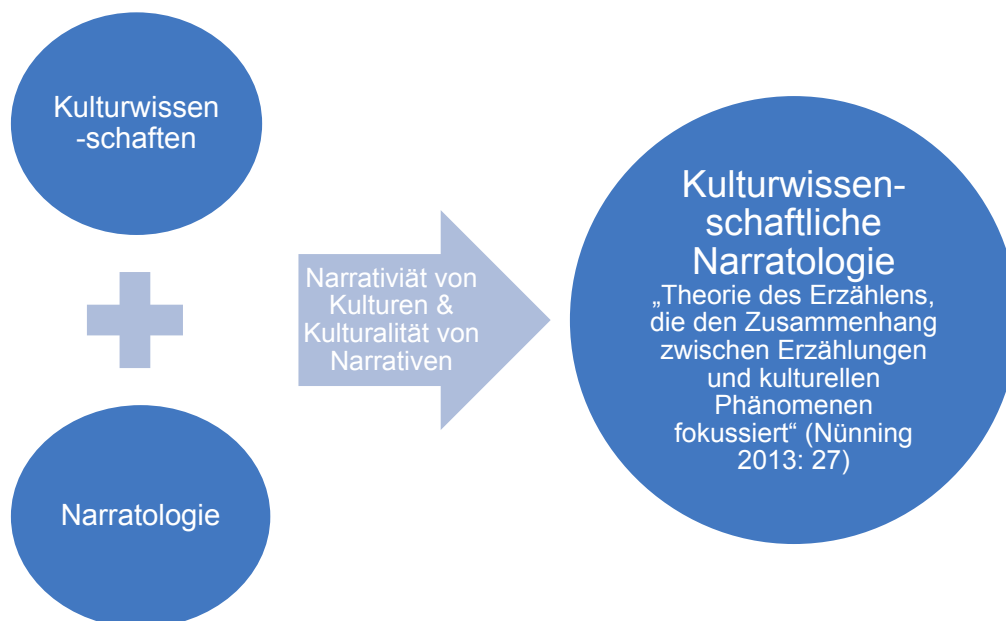 Kulturwissen
-schaften
Narratologie
Narrativiät von
Kulturen &
Kulturalität von
Narrativen
Kulturwissen-
schaftliche
Narratologie
„Theorie des Erzählens,
die den Zusammenhang
zwischen Erzählungen
und kulturellen
Phänomenen
fokussiert“ (Nünning
2013: 27)